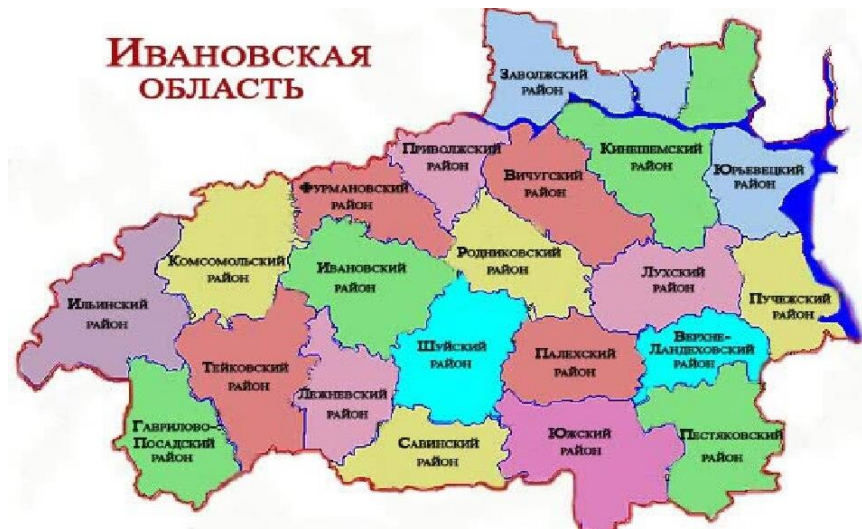 ИВАНОВСКАЯ
ОБЛАСТЬ
ЗАВОЛЖСКИЙ
РАЙОН
ПРИВОЛЖСКИЙ
РАЙОН
ВИЧУГСКИЙ
РАЙОН
КИНЕШЕМСКИЙ
РАЙОН
ЮРЬЕВЕЦКИЙ
РАЙОН
ФУРМАНОВСКИЙ
РАЙОН
КОМСОМОЛЬСКИЙ
РАЙОН
ИВАНОВСКИЙ
РАЙОН
РОДНИКОВСКИЙ
РАЙОН
ЛУХСКИЙ
РАЙОН
ПУЧЕЖСКИЙ
РАЙОН
ИЛЬИНСКИЙ
РАЙОН
ТЕЙКОВСКИЙ
РАЙОН
ШУЙСКИЙ
РАЙОН
ПАЛЕХСКИЙ
РАЙОН
ВЕРХНЕ-
ЛАНДЕХОВСКИЙ
РАЙОН
ЛЕЖНЕВСКИЙ
РАЙОН
ГАВРИЛОВО-
ПОСАДСКИЙ
РАЙОН
САВИНСКИЙ
РАЙОН
ЮЖСКИЙ
РАЙОН
ПЕСТЯКОВСКИЙ
РАЙОН